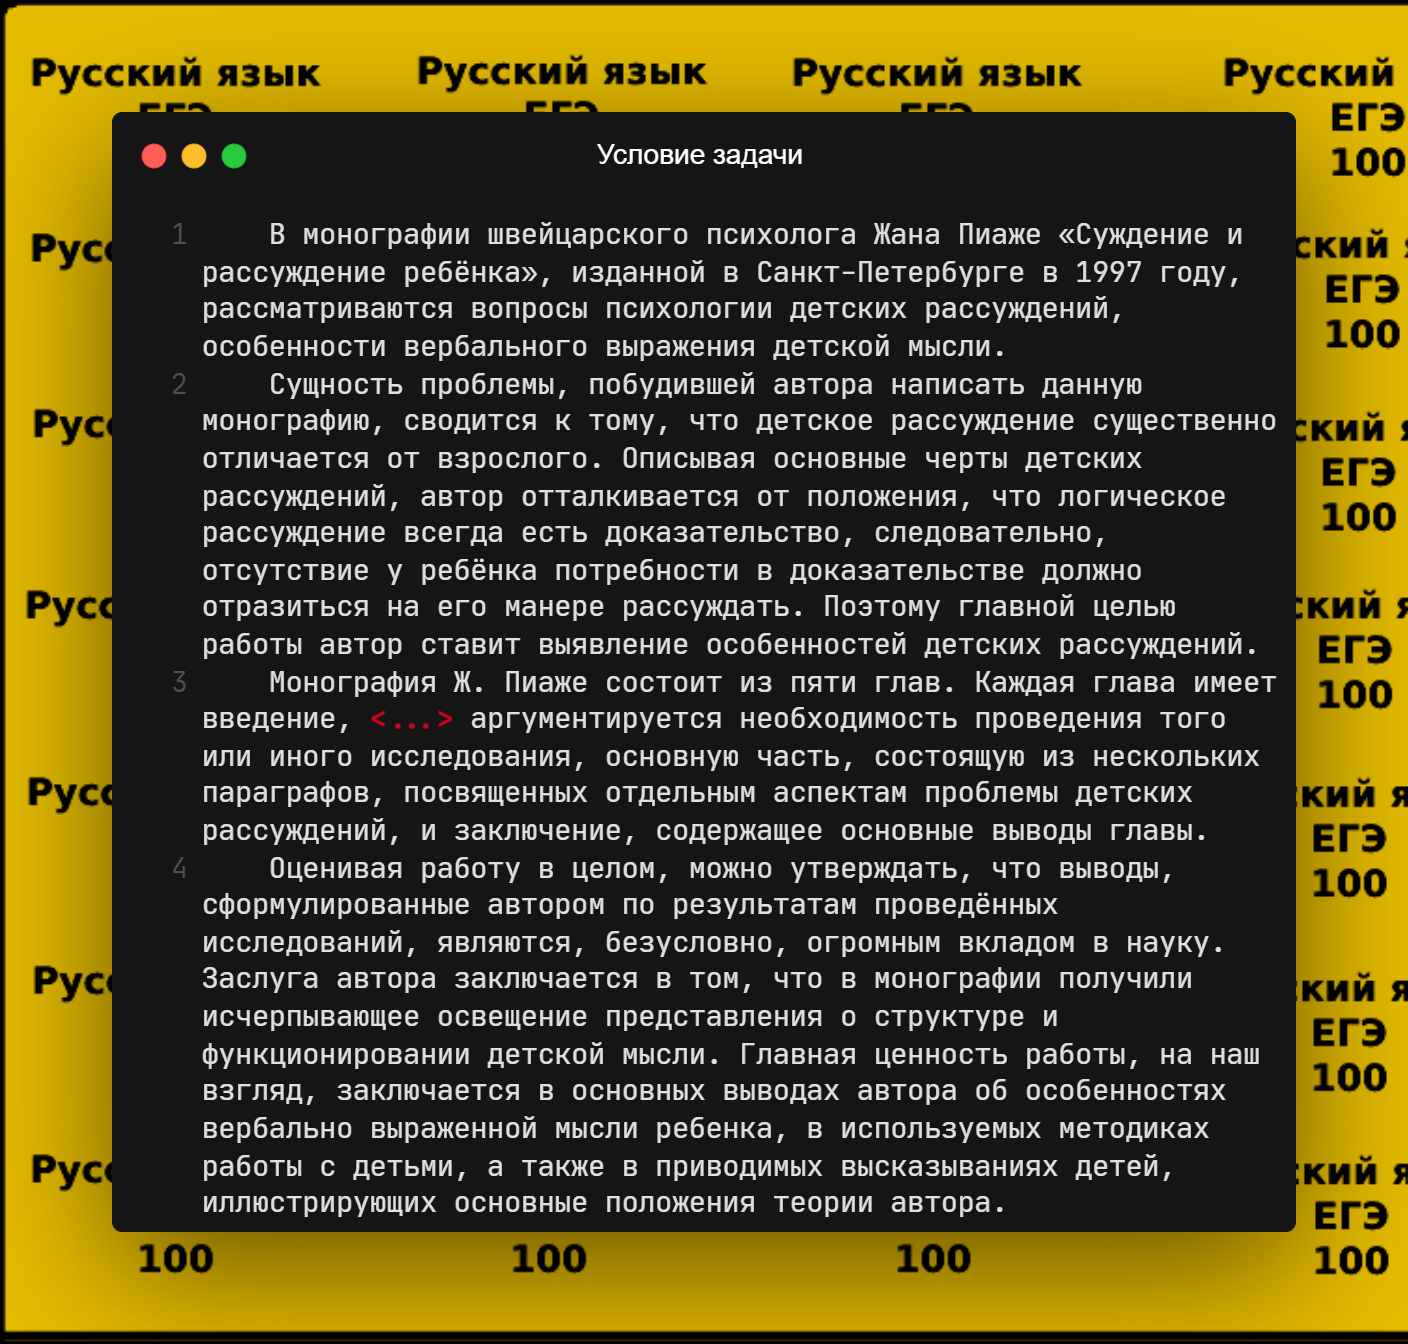 Русский язык Русский язык Русский язык Русский
ЕГЭ ЕГЭ ЕГЭ ЕГЭ
100
Условие задачи
1 В монографии швейцарского психолога Жана Пиаже «Суждение и
рассуждение ребёнка», изданной в Санкт-Петербурге в 1997 году,
рассматриваются вопросы психологии детских рассуждений,
особенности вербального выражения детской мысли.
2 Сущность проблемы, побудившей автора написать данную
монографию, сводится к тому, что детское рассуждение существенно
отличается от взрослого. Описывая основные черты детских
рассуждений, автор отталкивается от положения, что логическое
рассуждение всегда есть доказательство, следовательно,
отсутствие у ребёнка потребности в доказательстве должно
отразиться на его манере рассуждать. Поэтому главной целью
работы автор ставит выявление особенностей детских рассуждений.
3 Монография Ж. Пиаже состоит из пяти глав. Каждая глава имеет
введение, <...> аргументируется необходимость проведения того
или иного исследования, основную часть, состоящую из нескольких
параграфов, посвященных отдельным аспектам проблемы детских
рассуждений, и заключение, содержащее основные выводы главы.
4 Оценивая работу в целом, можно утверждать, что выводы,
сформулированные автором по результатам проведённых
исследований, являются, безусловно, огромным вкладом в науку.
Заслуга автора заключается в том, что в монографии получили
исчерпывающее освещение представления о структуре и
функционировании детской мысли. Главная ценность работы, на наш
взгляд, заключается в основных выводах автора об особенностях
вербально выраженной мысли ребенка, в используемых методиках
работы с детьми, а также в приводимых высказываниях детей,
иллюстрирующих основные положения теории автора.
ЕГЭ
100
ЕГЭ
100
ЕГЭ
100
ЕГЭ
100
ЕГЭ
100
ЕГЭ
100 100 100 100